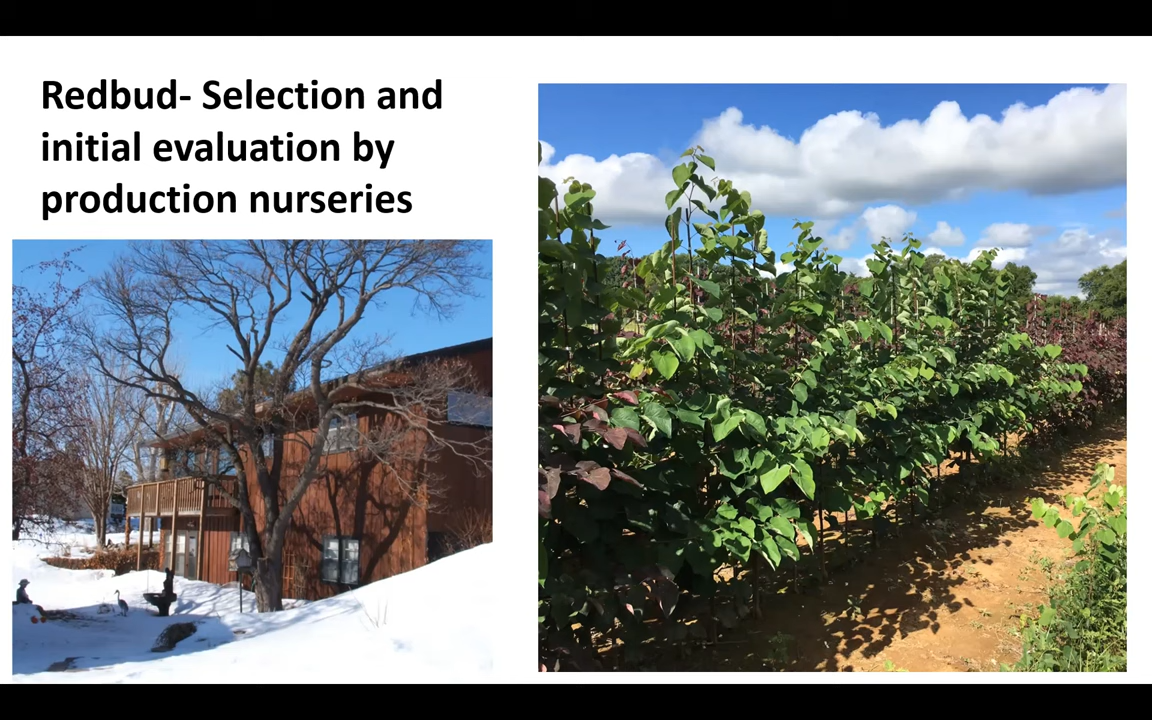 Redbud- Selection and
initial evaluation by
production nurseries